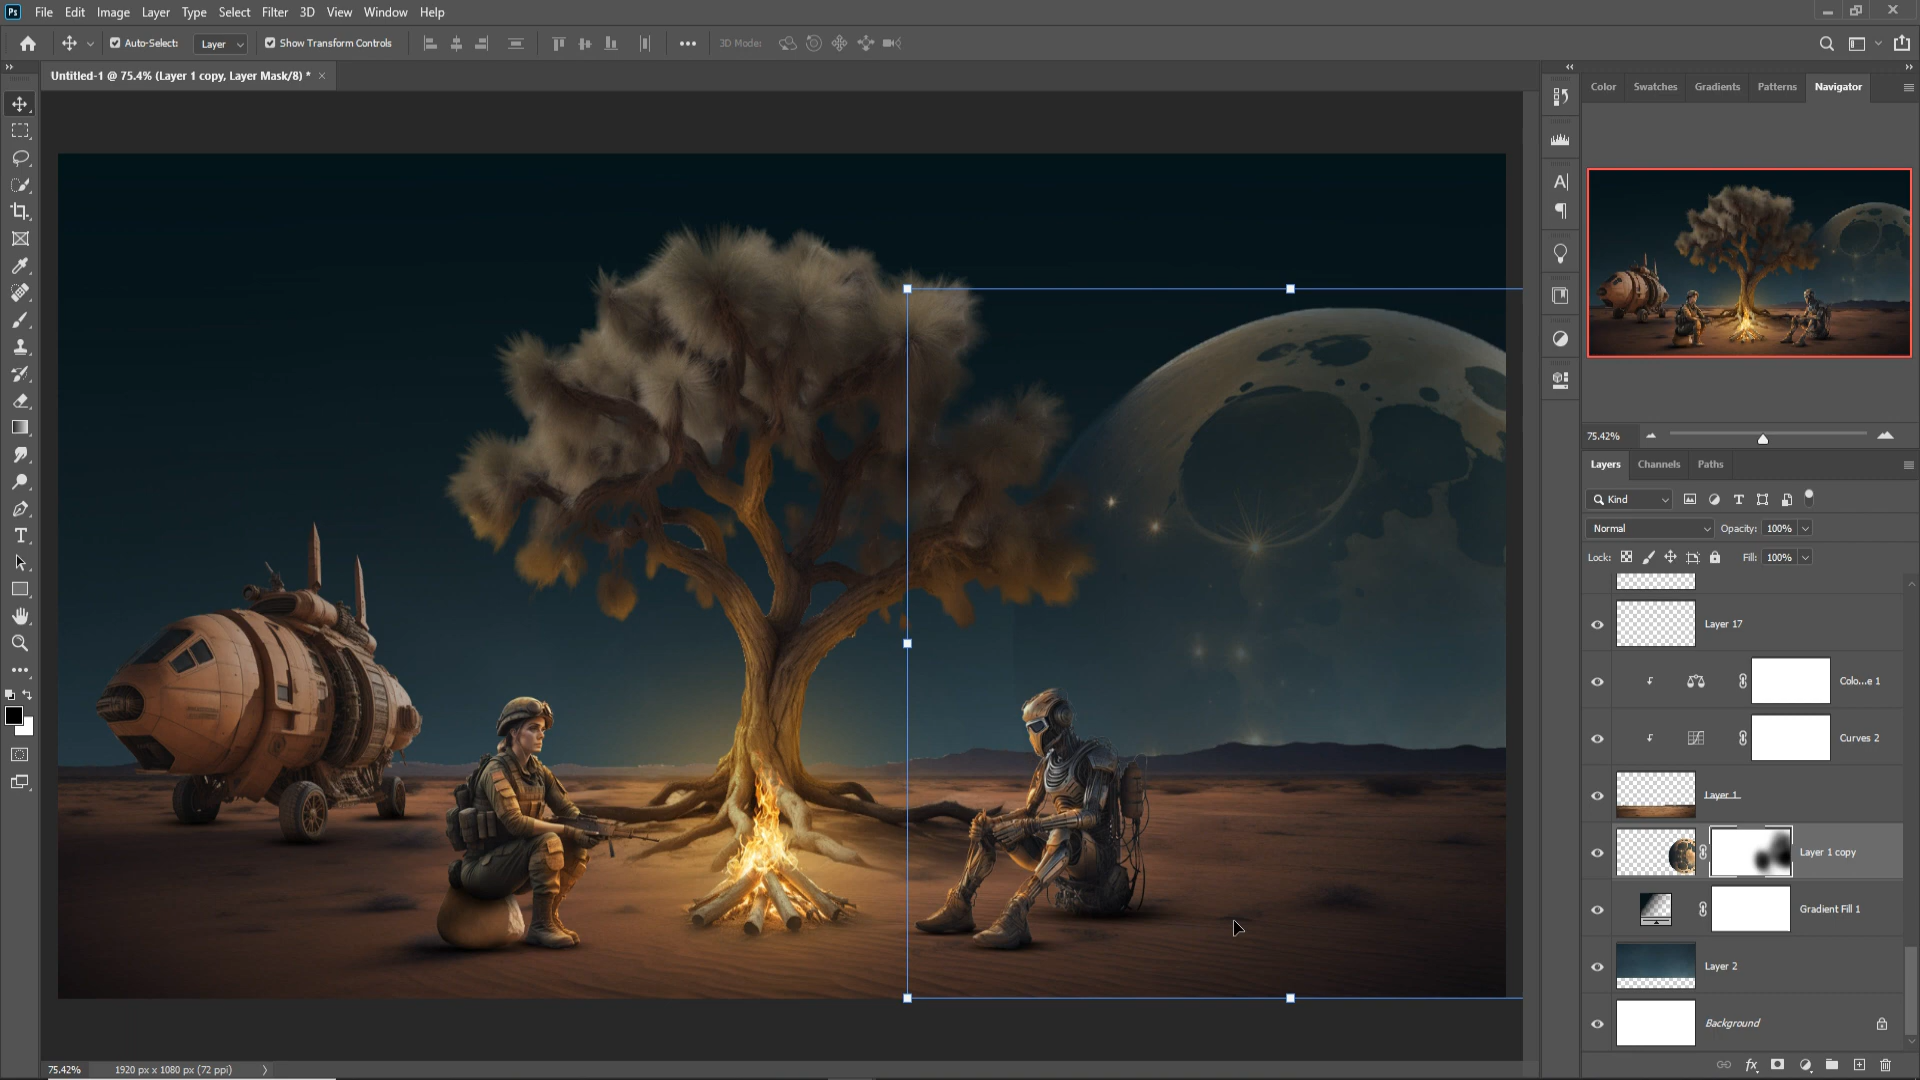 Ps File Edit Image Layer Type Select Filter 3D View Window Help
Auto-Select: Layer Show Transform Controls 3D Mode:
Untitled-1 @ 75.4% (Layer 1 copy, Layer Mask/8) *
Color Swatches Gradients Patterns Navigator
75.42%
Layers Channels Paths
Kind
Normal Opacity: 100%
Lock: Fill: 100%
Layer 17
Colo...e 1
Curves 2
Layer 1
Layer 1 copy
Gradient Fill 1
Layer 2
Background
75.42% 1920 px x 1080 px (72 ppi)